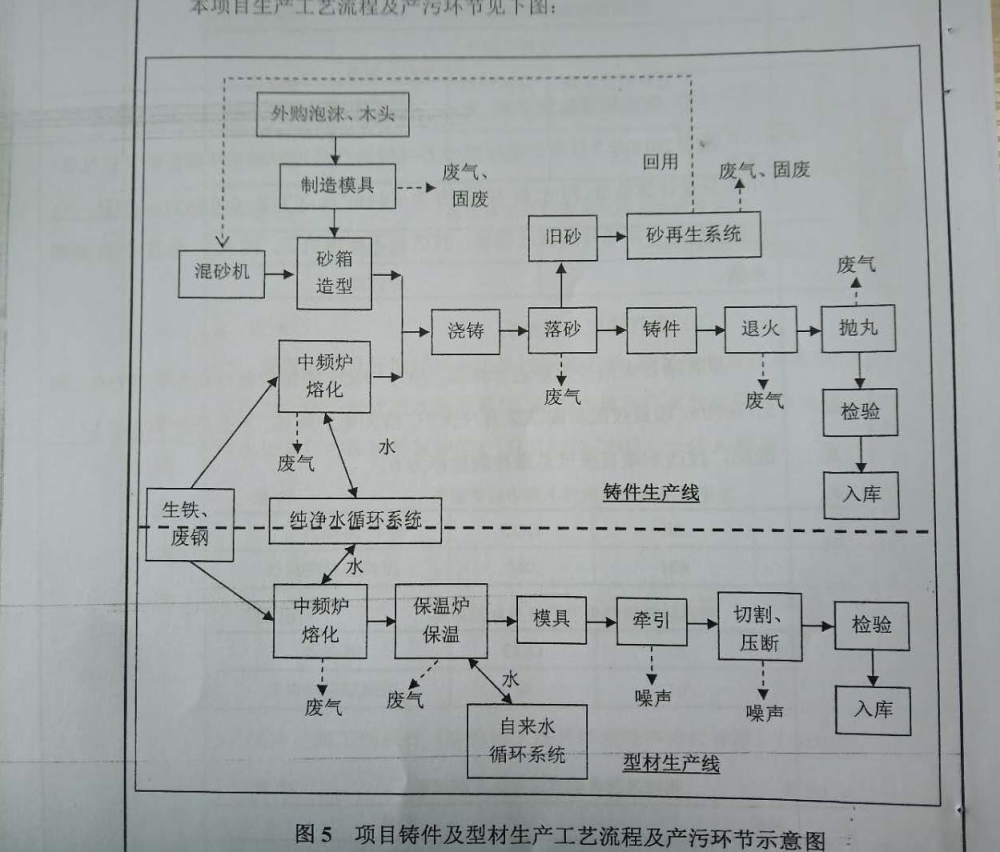 本项目生产工艺流程及产污环节见下图：
外购泡沫、木头
制造模具
废气、
固废
回用
废气、固废
混砂机
砂箱
造型
旧砂
砂再生系统
废气
浇铸
落砂
铸件
退火
抛丸
中频炉
熔化
废气
废气
检验
废气
水
入库
铸件生产线
生铁、
废钢
纯净水循环系统
水
中频炉
熔化
保温炉
保温
模具
牵引
切割、
压断
检验
废气
废气
水
噪声
噪声
入库
自来水
循环系统
型材生产线
图 5 项目铸件及型材生产工艺流程及产污环节示意图